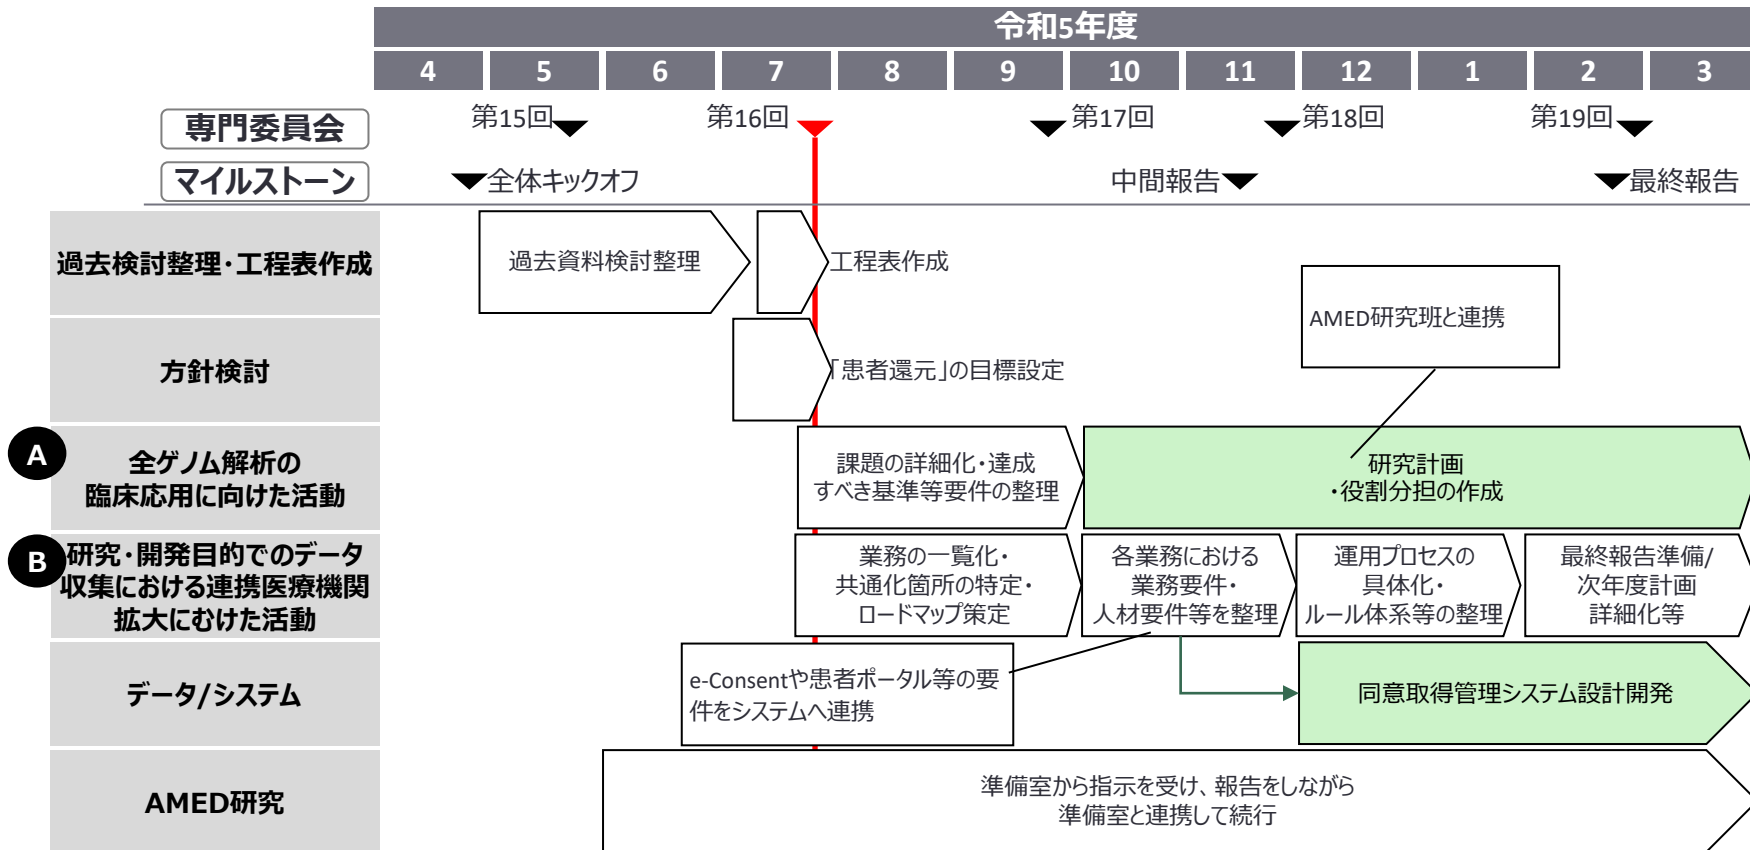 令和5年度
4 5 6 7 8 9 10 11 12 1 2 3
専門委員会 第15回 第16回 第17回 第18回 第19回
マイルストーン 全体キックオフ 中間報告 最終報告
過去検討整理・工程表作成 過去資料検討整理 工程表作成
AMED研究班と連携
方針検討 「患者還元」の目標設定
A
全ゲノム解析の
臨床応用に向けた活動
課題の詳細化・達成
すべき基準等要件の整理
研究計画
・役割分担の作成
B
研究・開発目的でのデータ
収集における連携医療機関
拡大にむけた活動
業務の一覧化・
共通化箇所の特定・
ロードマップ策定
各業務における
業務要件・
人材要件等を整理
運用プロセスの
具体化・
ルール体系等の整理
最終報告準備/
次年度計画
詳細化等
データ/システム
e-Consentや患者ポータル等の要
件をシステムへ連携
同意取得管理システム設計開発
AMED研究
準備室から指示を受け、報告をしながら
準備室と連携して続行